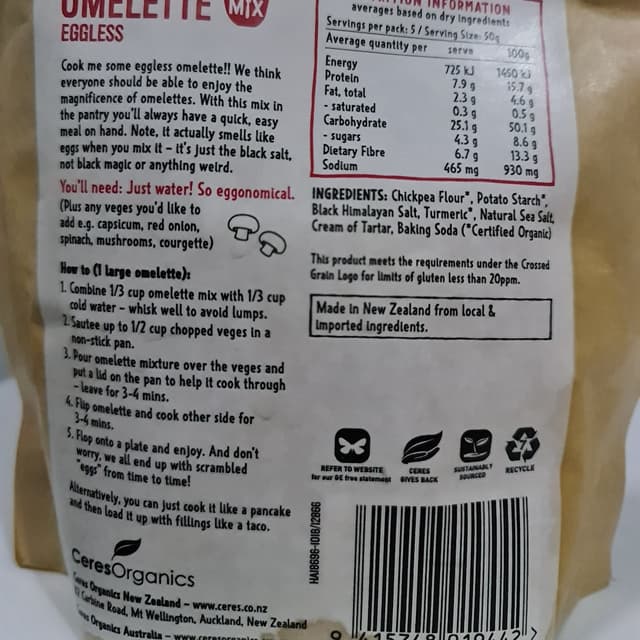 OMELETTE MIX
EGGLESS
Cook me some eggless omelette!! We think
everyone should be able to enjoy the
magnificence of omelettes. With this mix in
the pantry you'll always have a quick, easy
meal on hand. Note, it actually smells like
eggs when you mix it – it's just the black salt,
not black magic or anything weird.
You'll need: Just water! So eggonomical.
(Plus any veges you'd like to
add e.g. capsicum, red onion,
spinach, mushrooms, courgette)
How to (1 large omelette):
1. Combine 1/3 cup omelette mix with 1/3 cup
cold water – whisk well to avoid lumps.
2. Sautee up to 1/2 cup chopped veges in a
non-stick pan.
3. Pour omelette mixture over the veges and
put a lid on the pan to help it cook through
– leave for 3-4 mins.
4. Flip omelette and cook other side for
3-4 mins.
5. Flop onto a plate and enjoy. And don't
worry, we all end up with scrambled
"eggs" from time to time!
Alternatively, you can just cook it like a pancake
and then load it up with fillings like a taco.
CeresOrganics
Ceres Organics New Zealand – www.ceres.co.nz
Road, Mt Wellington, Auckland, New Zealand
Organics Australia –
INFORMATION
averages based on dry ingredients
Servings per pack: 5 / Serving Size: 50g
Average quantity per serve 100g
Energy 725 kJ 1450 kJ
Protein 7.9 g 15.7 g
Fat, total 2.3 g 4.6 g
- saturated 0.3 g 0.5 g
Carbohydrate 25.1 g 50.1 g
- sugars 4.3 g 8.6 g
Dietary Fibre 6.7 g 13.3 g
Sodium 465 mg 930 mg
INGREDIENTS: Chickpea Flour*, Potato Starch*,
Black Himalayan Salt, Turmeric*, Natural Sea Salt,
Cream of Tartar, Baking Soda (*Certified Organic)
This product meets the requirements under the Crossed
Grain Logo for limits of gluten less than 20ppm.
Made in New Zealand from local &
imported ingredients.
REFER TO WEBSITE
for our GE free statement
CERES
GIVES BACK
SUSTAINABLY
SOURCED
7
RECYCLE
HAU8698-1018/12866
9 415748 010442 >